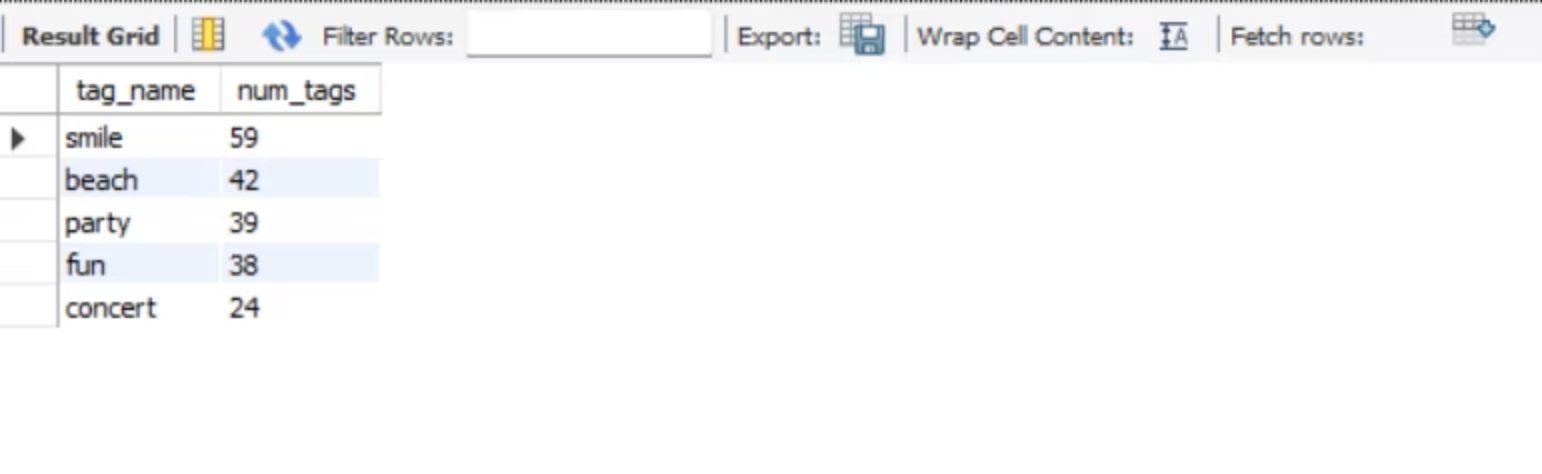 Result Grid Filter Rows: Export: Wrap Cell Content: Fetch rows:
tag_name num_tags
smile 59
beach 42
party 39
fun 38
concert 24